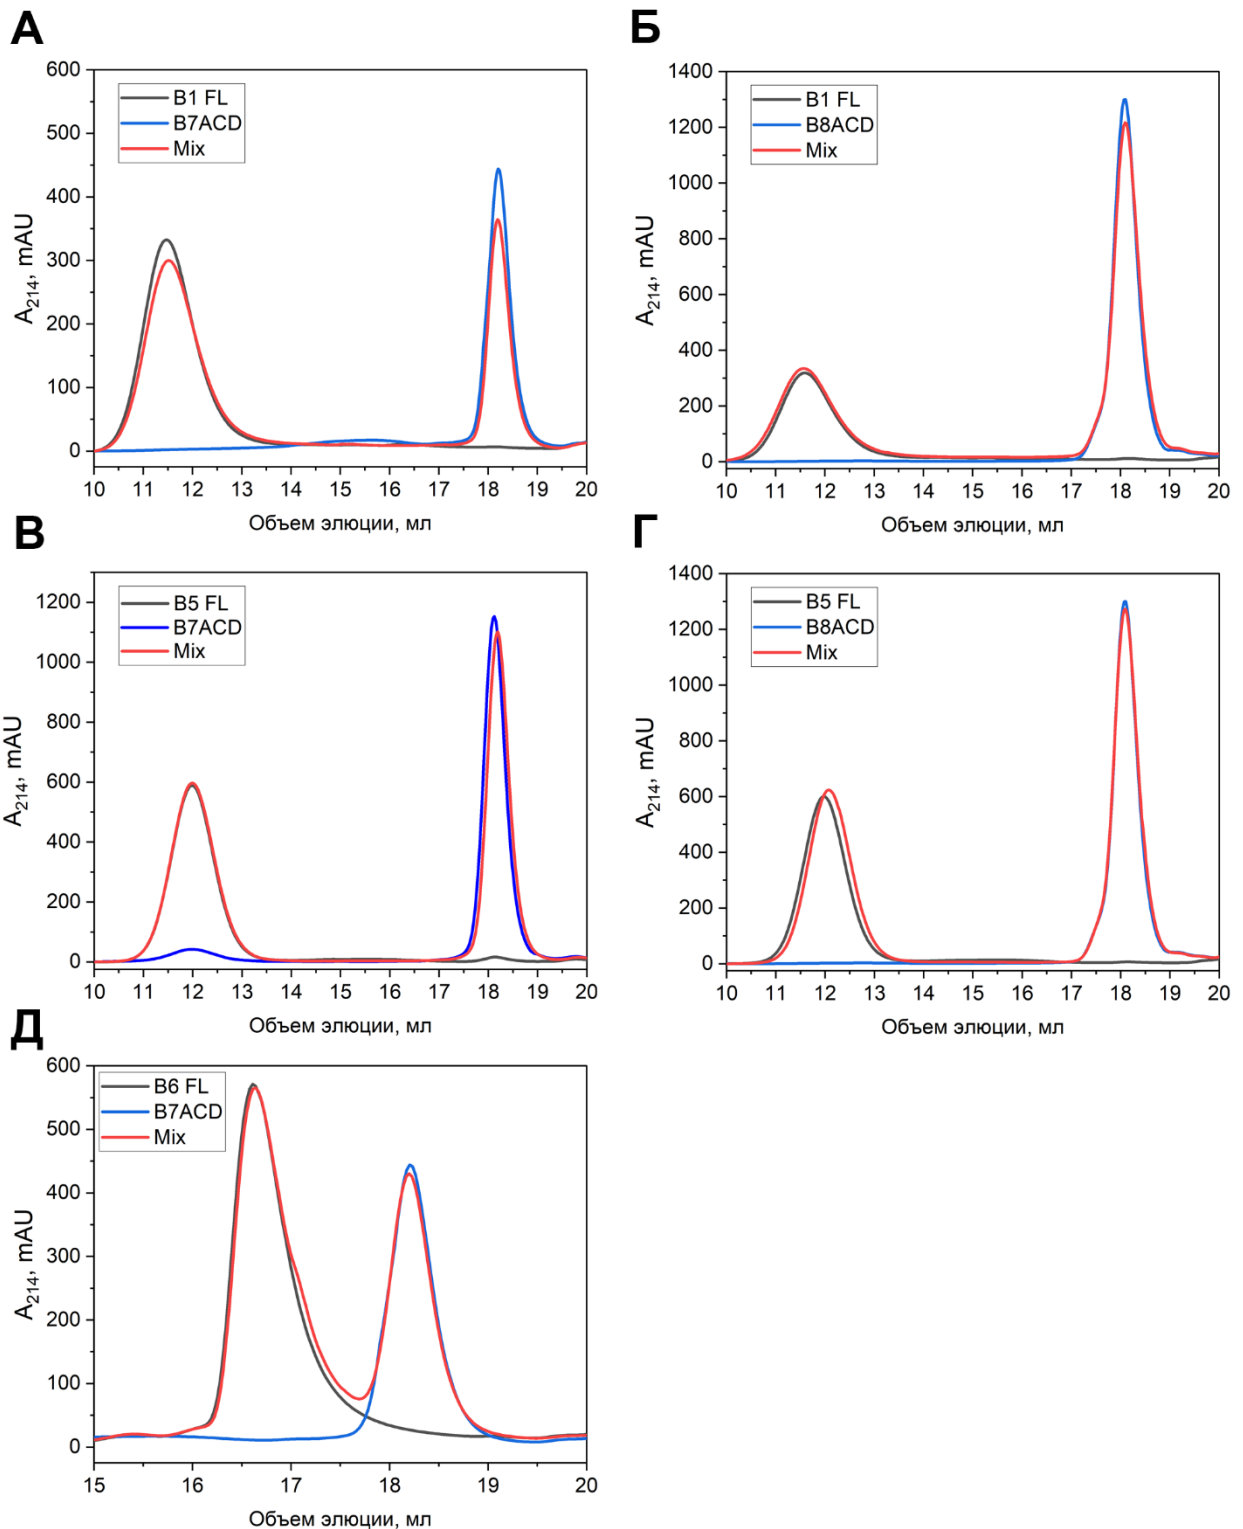 А
600
500
400
300
200
100
0
A214, mAU
B1 FL
B7ACD
Mix
10 11 12 13 14 15 16 17 18 19 20
Объем элюции, мл
Б
1400
1200
1000
800
600
400
200
0
A214, mAU
B1 FL
B8ACD
Mix
10 11 12 13 14 15 16 17 18 19 20
Объем элюции, мл
В
1200
1000
800
600
400
200
0
A214, mAU
B5 FL
B7ACD
Mix
10 11 12 13 14 15 16 17 18 19 20
Объем элюции, мл
Г
1400
1200
1000
800
600
400
200
0
A214, mAU
B5 FL
B8ACD
Mix
10 11 12 13 14 15 16 17 18 19 20
Объем элюции, мл
Д
600
500
400
300
200
100
0
A214, mAU
B6 FL
B7ACD
Mix
15 16 17 18 19 20
Объем элюции, мл